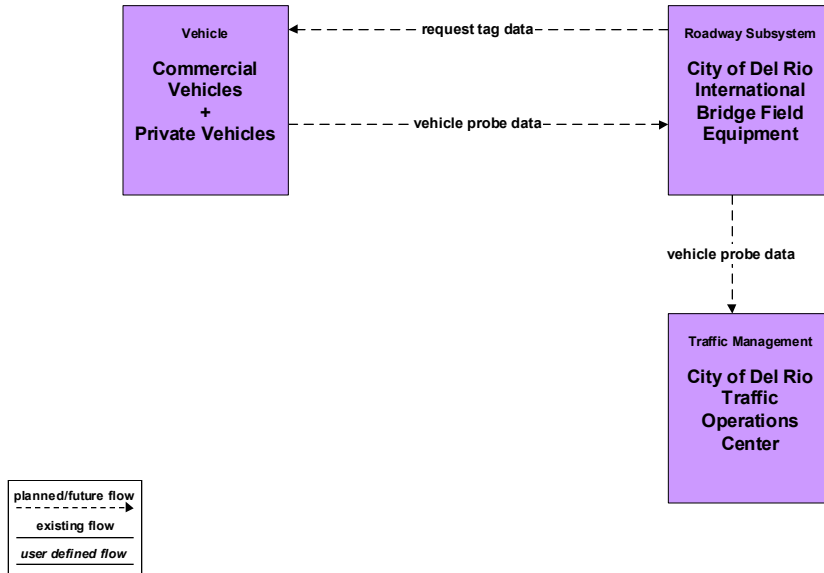 Vehicle
Commercial
Vehicles
+
Private Vehicles
request tag data
vehicle probe data
Roadway Subsystem
City of Del Rio
International
Bridge Field
Equipment
vehicle probe data
Traffic Management
City of Del Rio
Traffic
Operations
Center
planned/future flow
existing flow
user defined flow